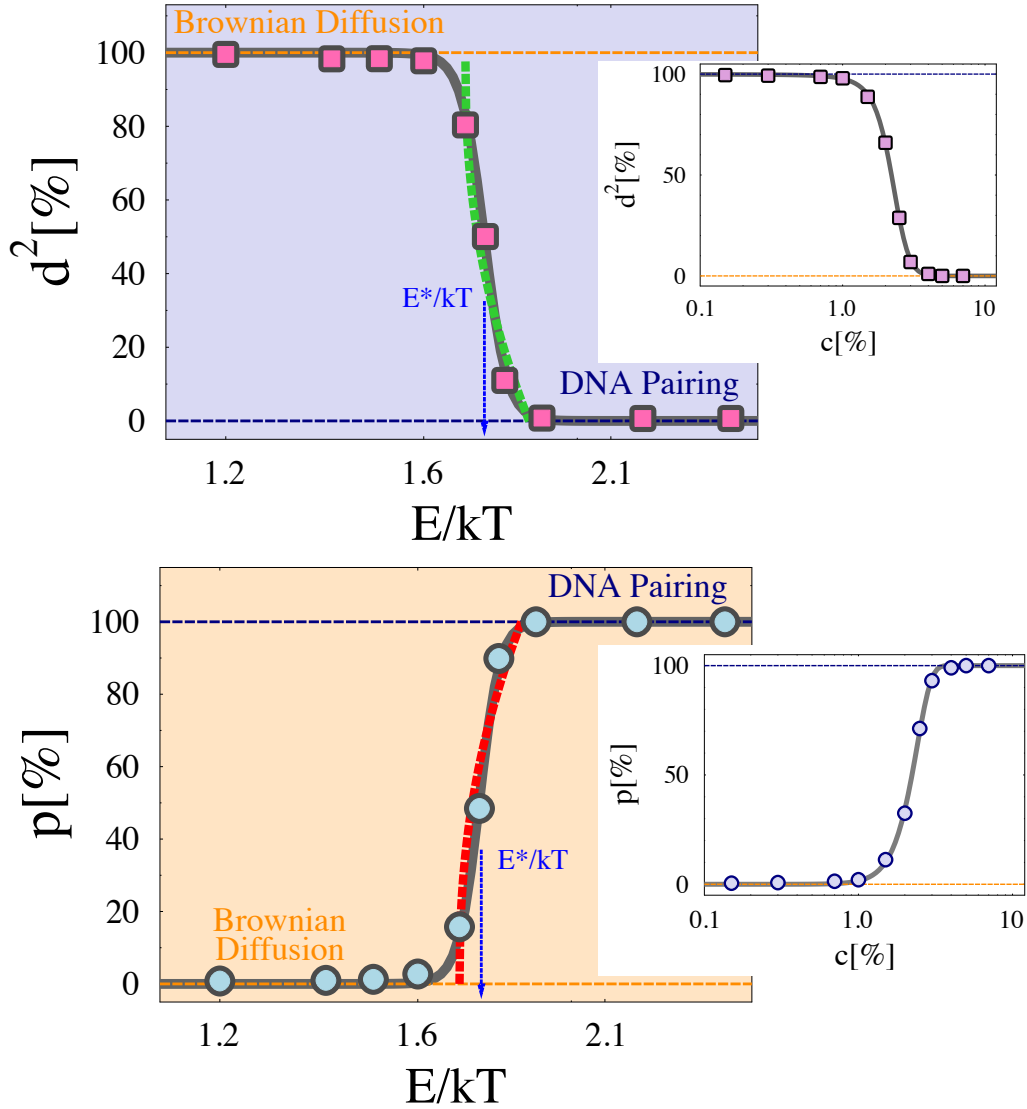 Brownian Diffusion
100
80
60
40
20
0
d²[%]
E*/kT
DNA Pairing
1.2
1.6
2.1
E/kT
100
50
0
d²[%]
0.1
1.0
10
c[%]
DNA Pairing
100
80
60
40
20
0
p[%]
E*/kT
Brownian
Diffusion
1.2
1.6
2.1
E/kT
100
50
0
p[%]
0.1
1.0
10
c[%]